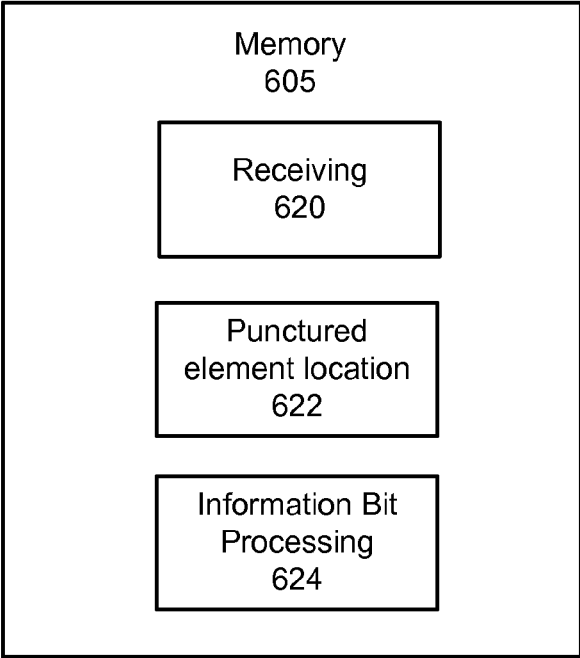 Memory
605
Receiving
620
Punctured
element location
622
Information Bit
Processing
624